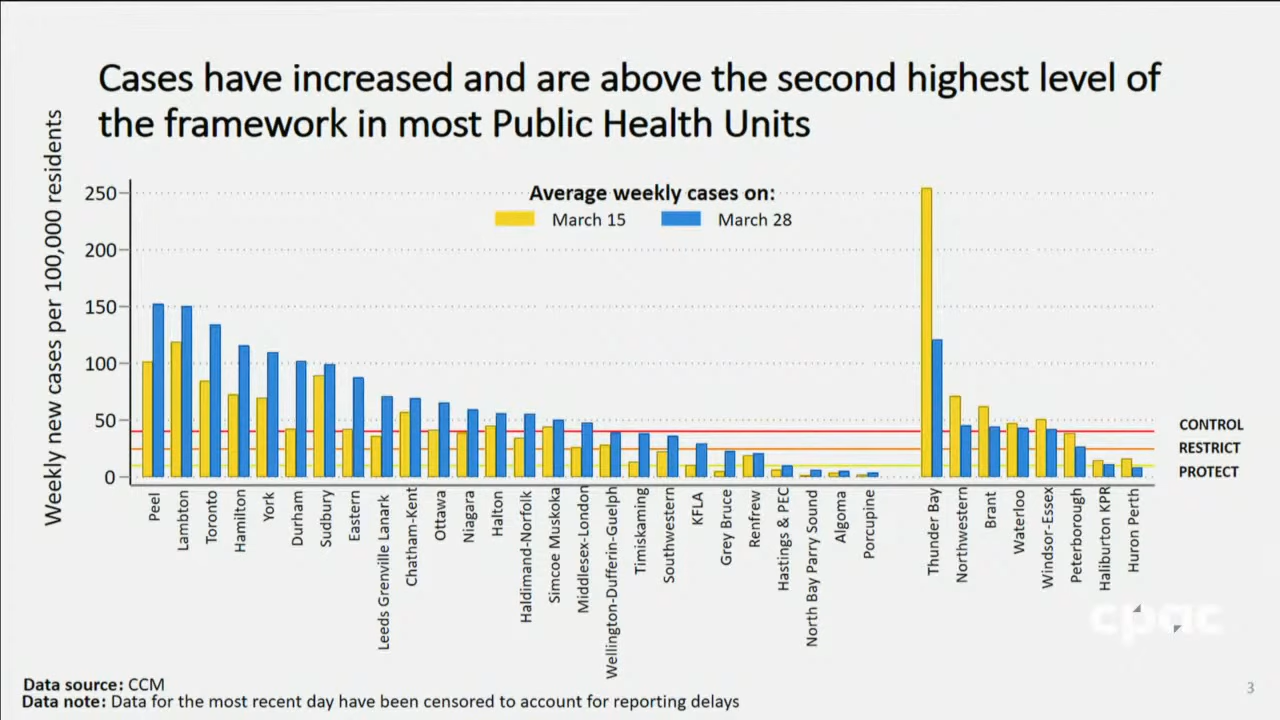 Cases have increased and are above the second highest level of
the framework in most Public Health Units
Weekly new cases per 100,000 residents
250
200
150
100
50
0
Average weekly cases on:
March 15
March 28
CONTROL
RESTRICT
PROTECT
Peel
Lambton
Toronto
Hamilton
York
Durham
Sudbury
Eastern
Leeds Grenville Lanark
Chatham-Kent
Ottawa
Niagara
Halton
Haldimand-Norfolk
Simcoe Muskoka
Middlesex-London
Wellington-Dufferin-Guelph
Timiskaming
Southwestern
KFLA
Grey Bruce
Renfrew
Hastings & PEC
North Bay Parry Sound
Algoma
Porcupine
Thunder Bay
Northwestern
Brant
Waterloo
Windsor-Essex
Peterborough
Haliburton KPR
Huron Perth
cpac
Data source: CCM
Data note: Data for the most recent day have been censored to account for reporting delays
3